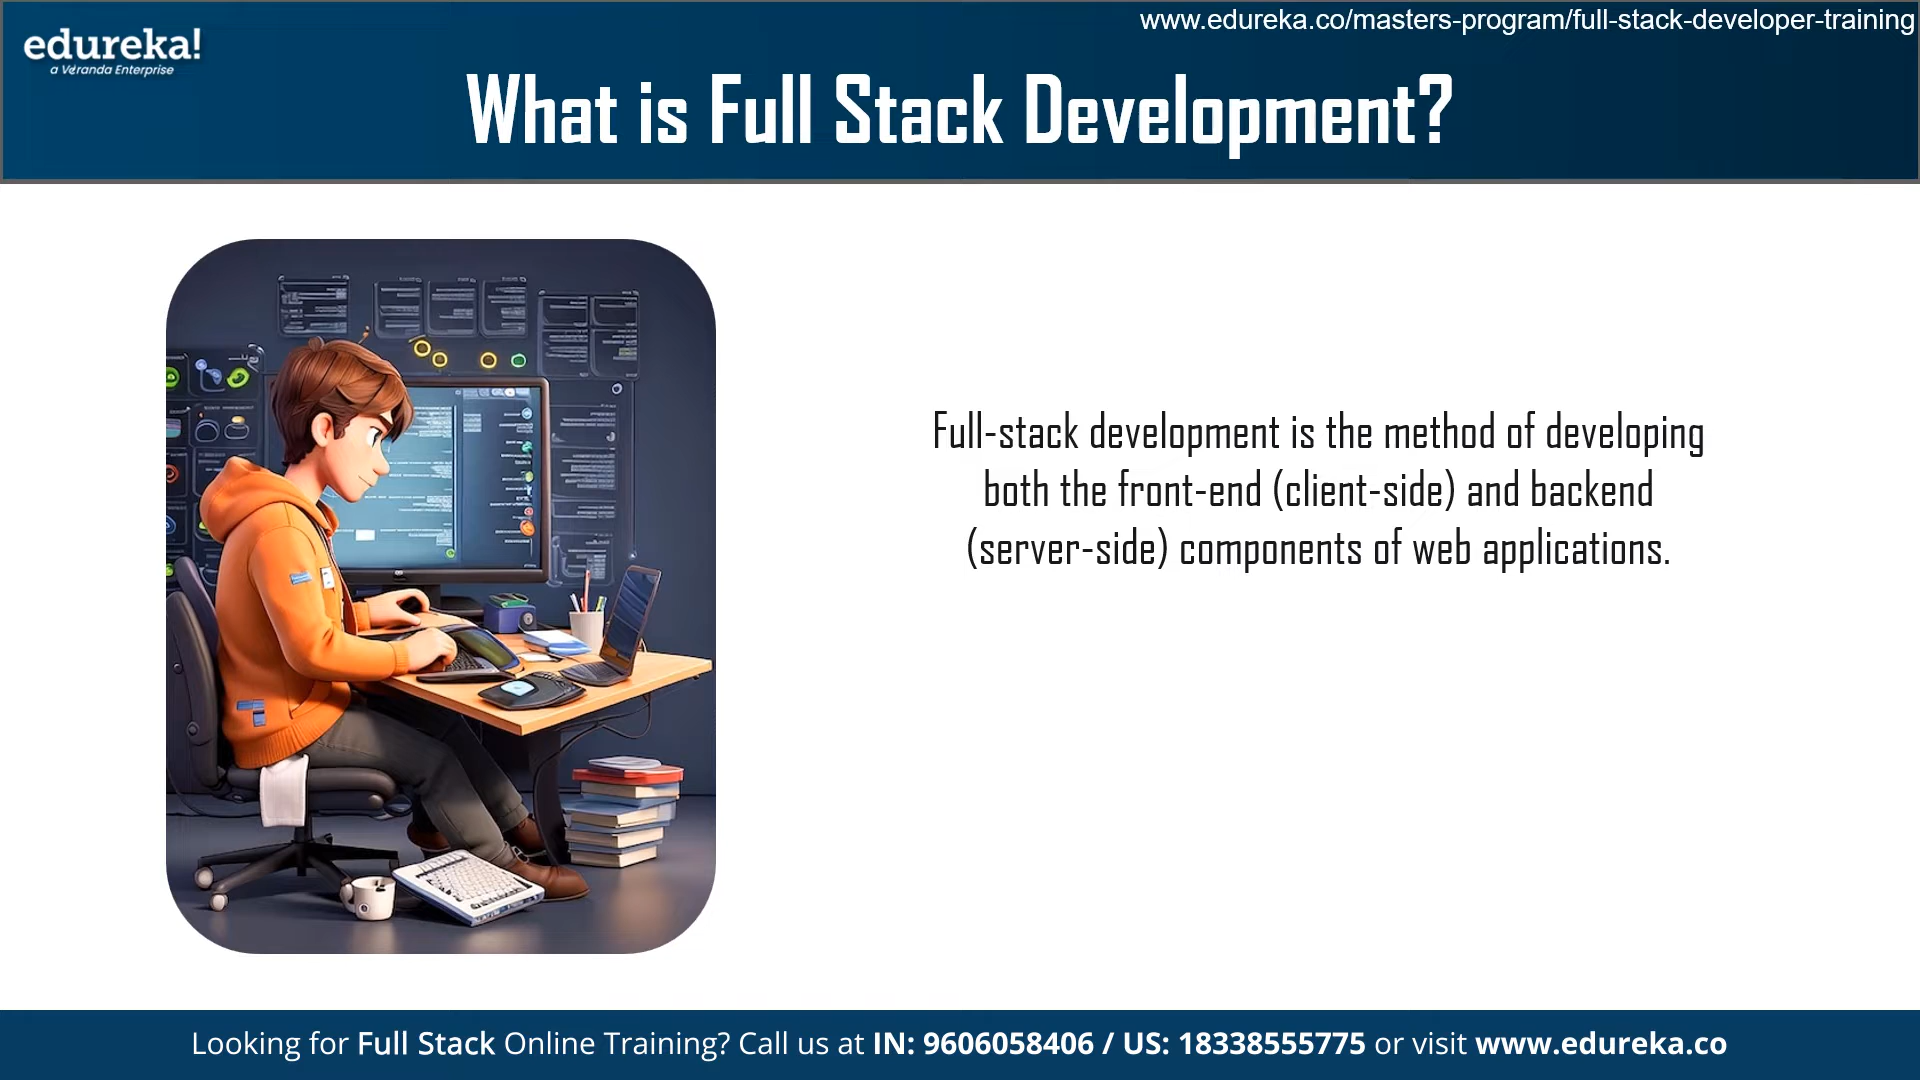 www.edureka.co/masters-program/full-stack-developer-training
edureka!
a Veranda Enterprise
What is Full Stack Development?
Full-stack development is the method of developing
both the front-end (client-side) and backend
(server-side) components of web applications.
Looking for Full Stack Online Training? Call us at IN: 9606058406 / US: 18338555775 or visit www.edureka.co